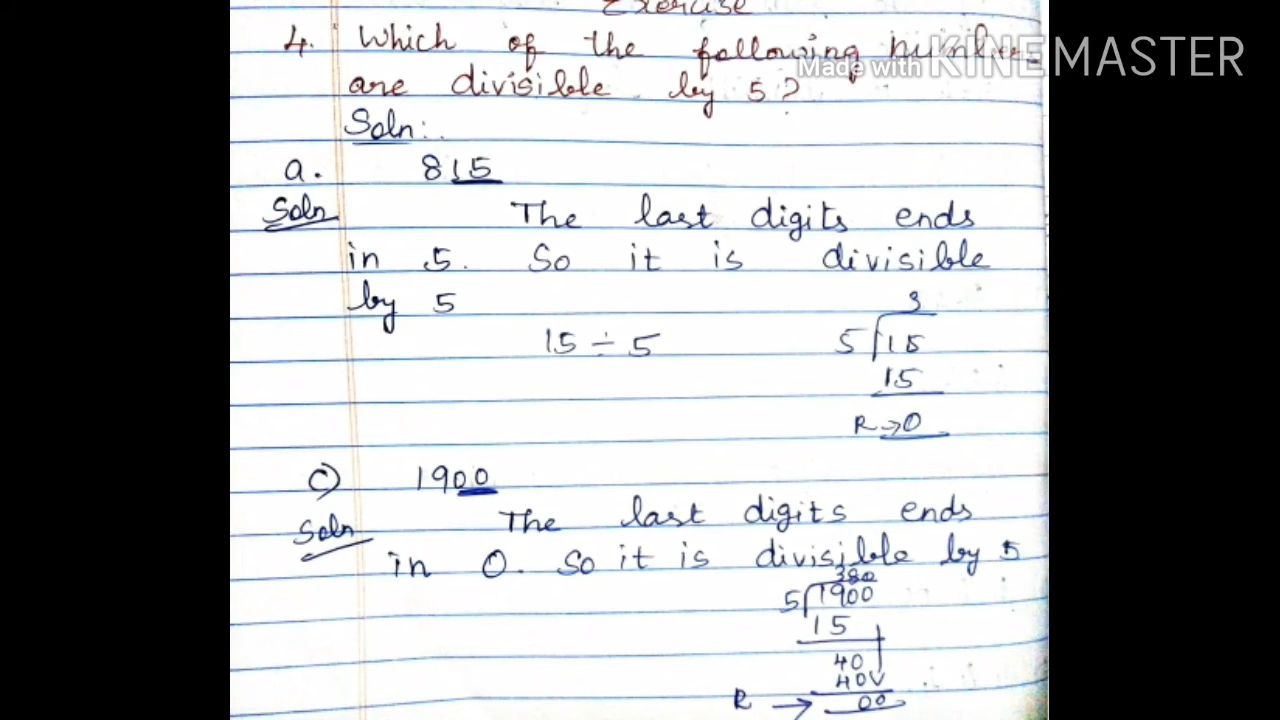 Exercise
4. Which of the following number
are divisible by 5?
Made with KINEMASTER
Soln:.
a. 815
Soln The last digits ends
in 5. So it is divisible
by 5
3
15 ÷ 5 5 15
15
R→0
c) 1900
Soln The last digits ends
in 0. So it is divisible by 5
380
5 1900
15
40
40
R → 00